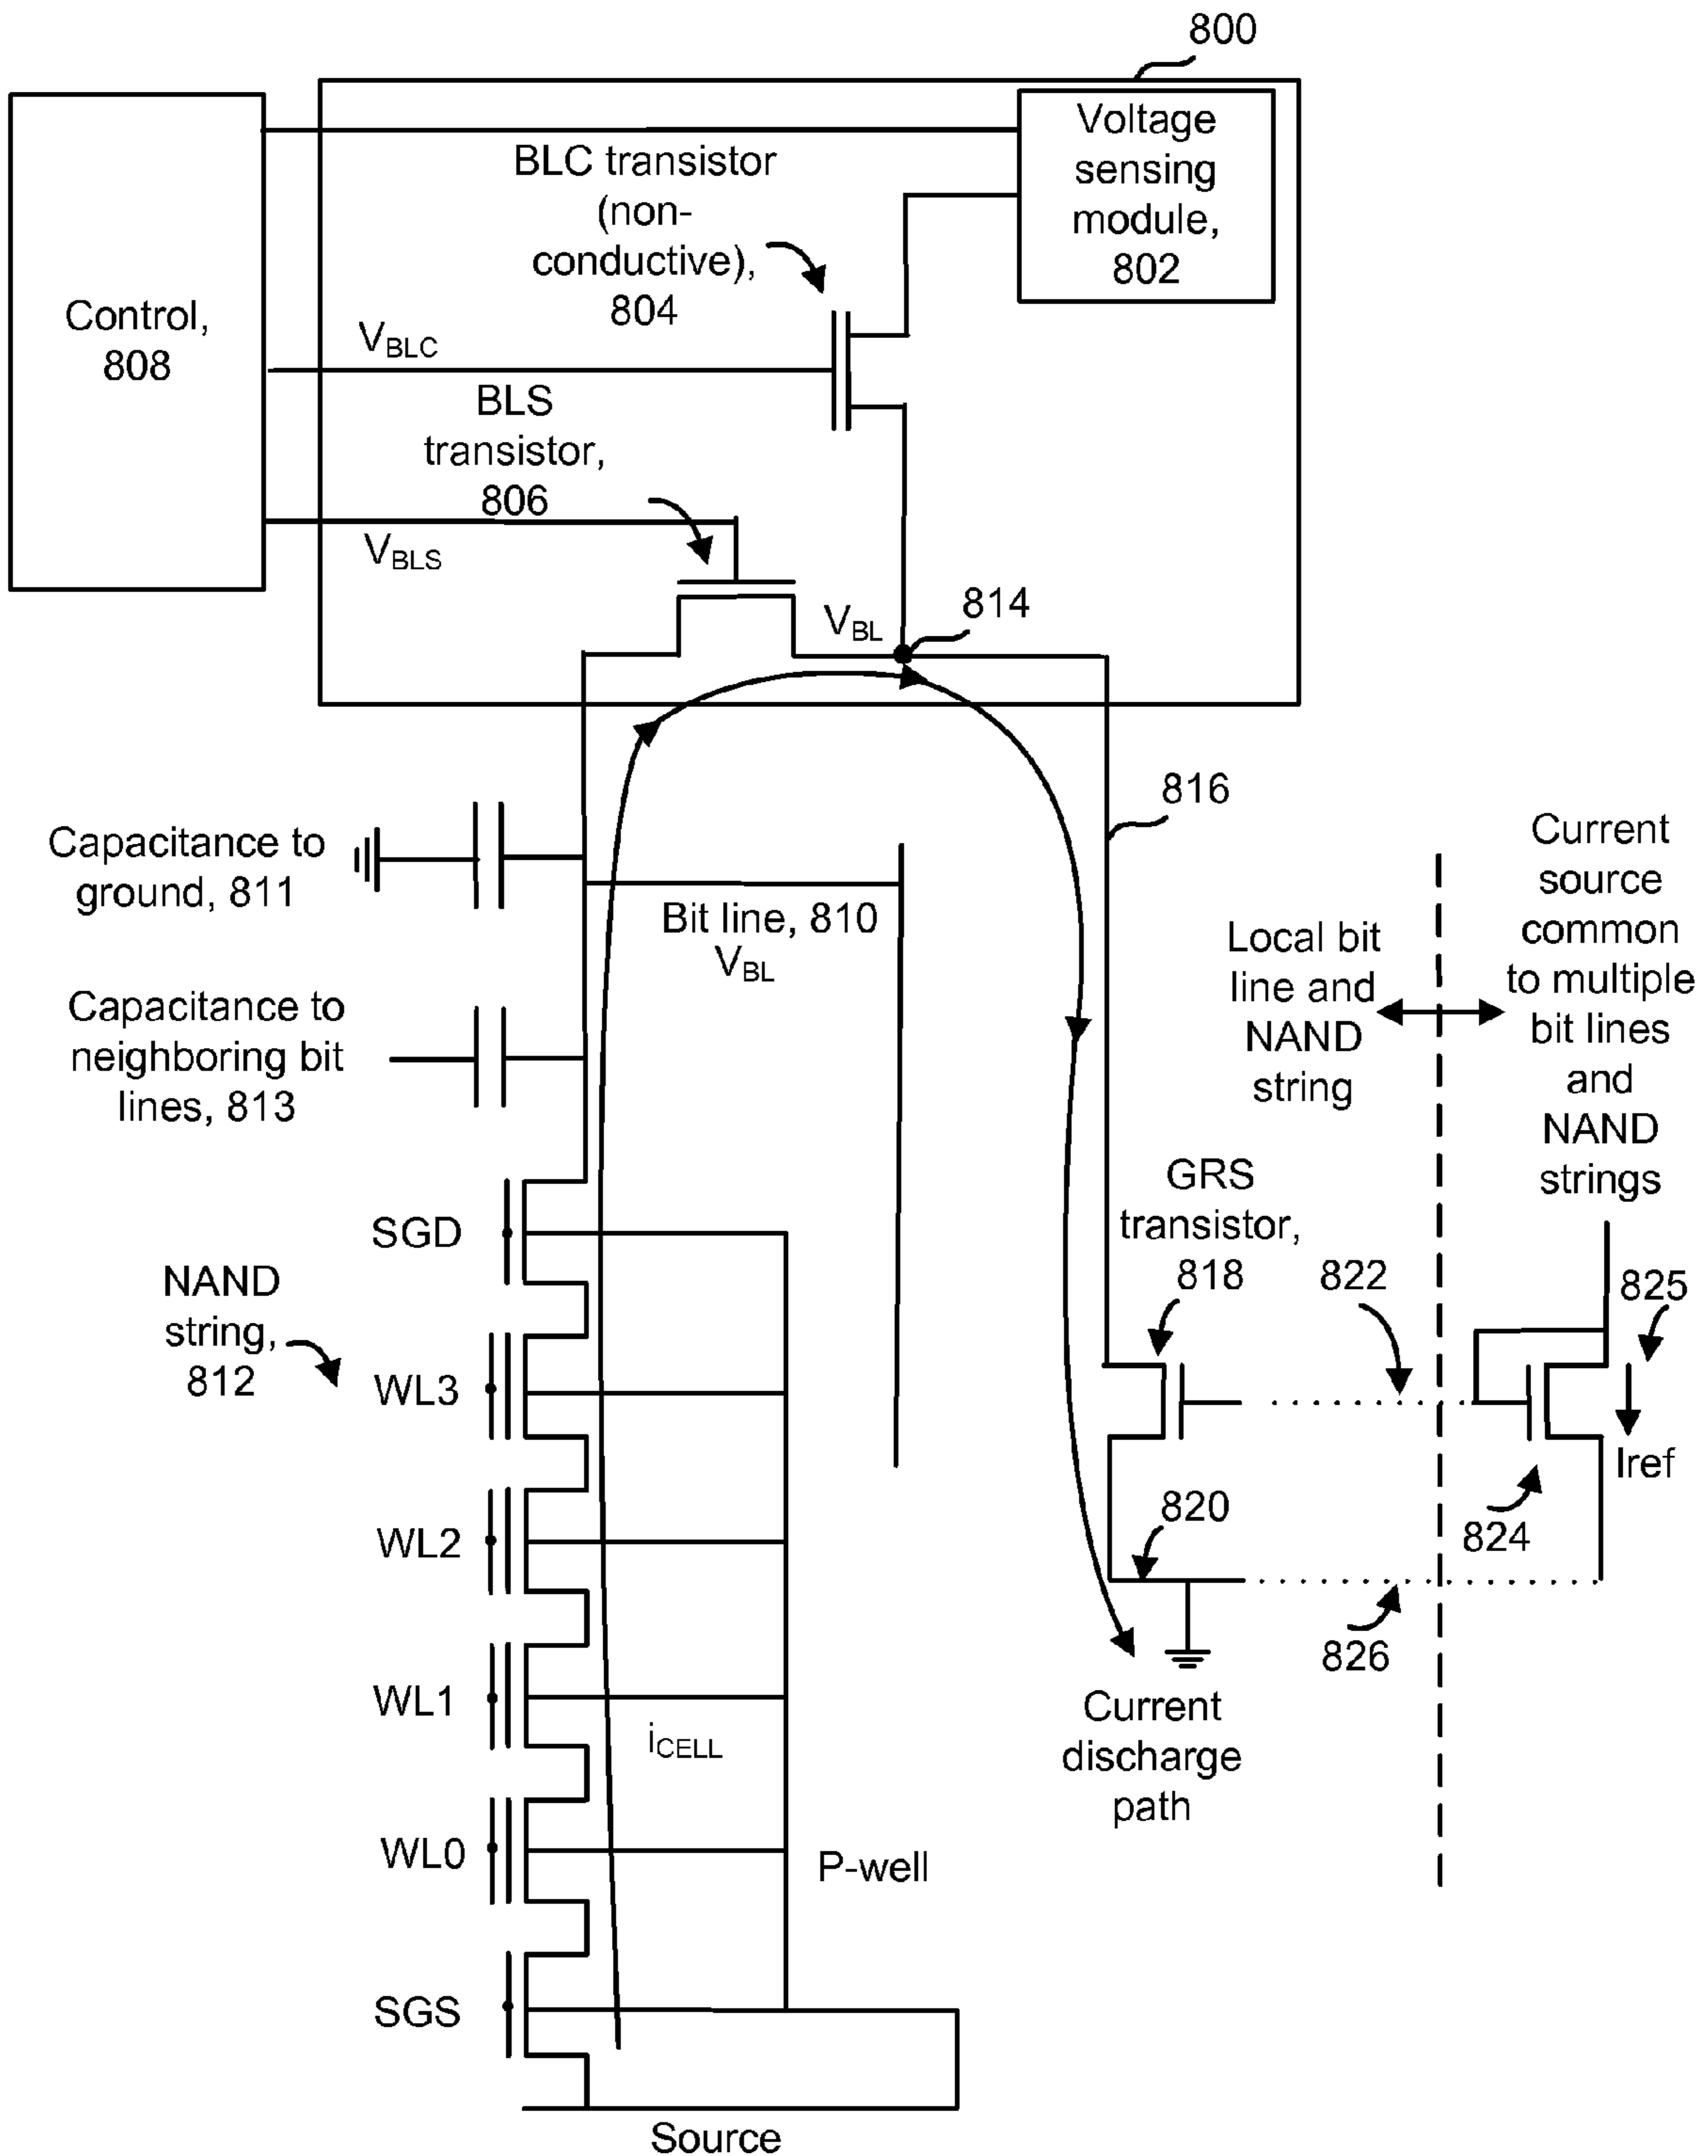 800
Voltage
sensing
module,
802
BLC transistor
(non-
conductive),
804
Control,
808
VBLC
BLS
transistor,
806
VBLS
VBL
814
816
Capacitance to
ground, 811
Bit line, 810
VBL
Current
source
common
to multiple
bit lines
and
NAND
strings
Local bit
line and
NAND
string
Capacitance to
neighboring bit
lines, 813
GRS
transistor,
818
822
825
SGD
NAND
string,
812
WL3
Iref
820
824
WL2
826
WL1
iCELL
Current
discharge
path
WL0
P-well
SGS
Source